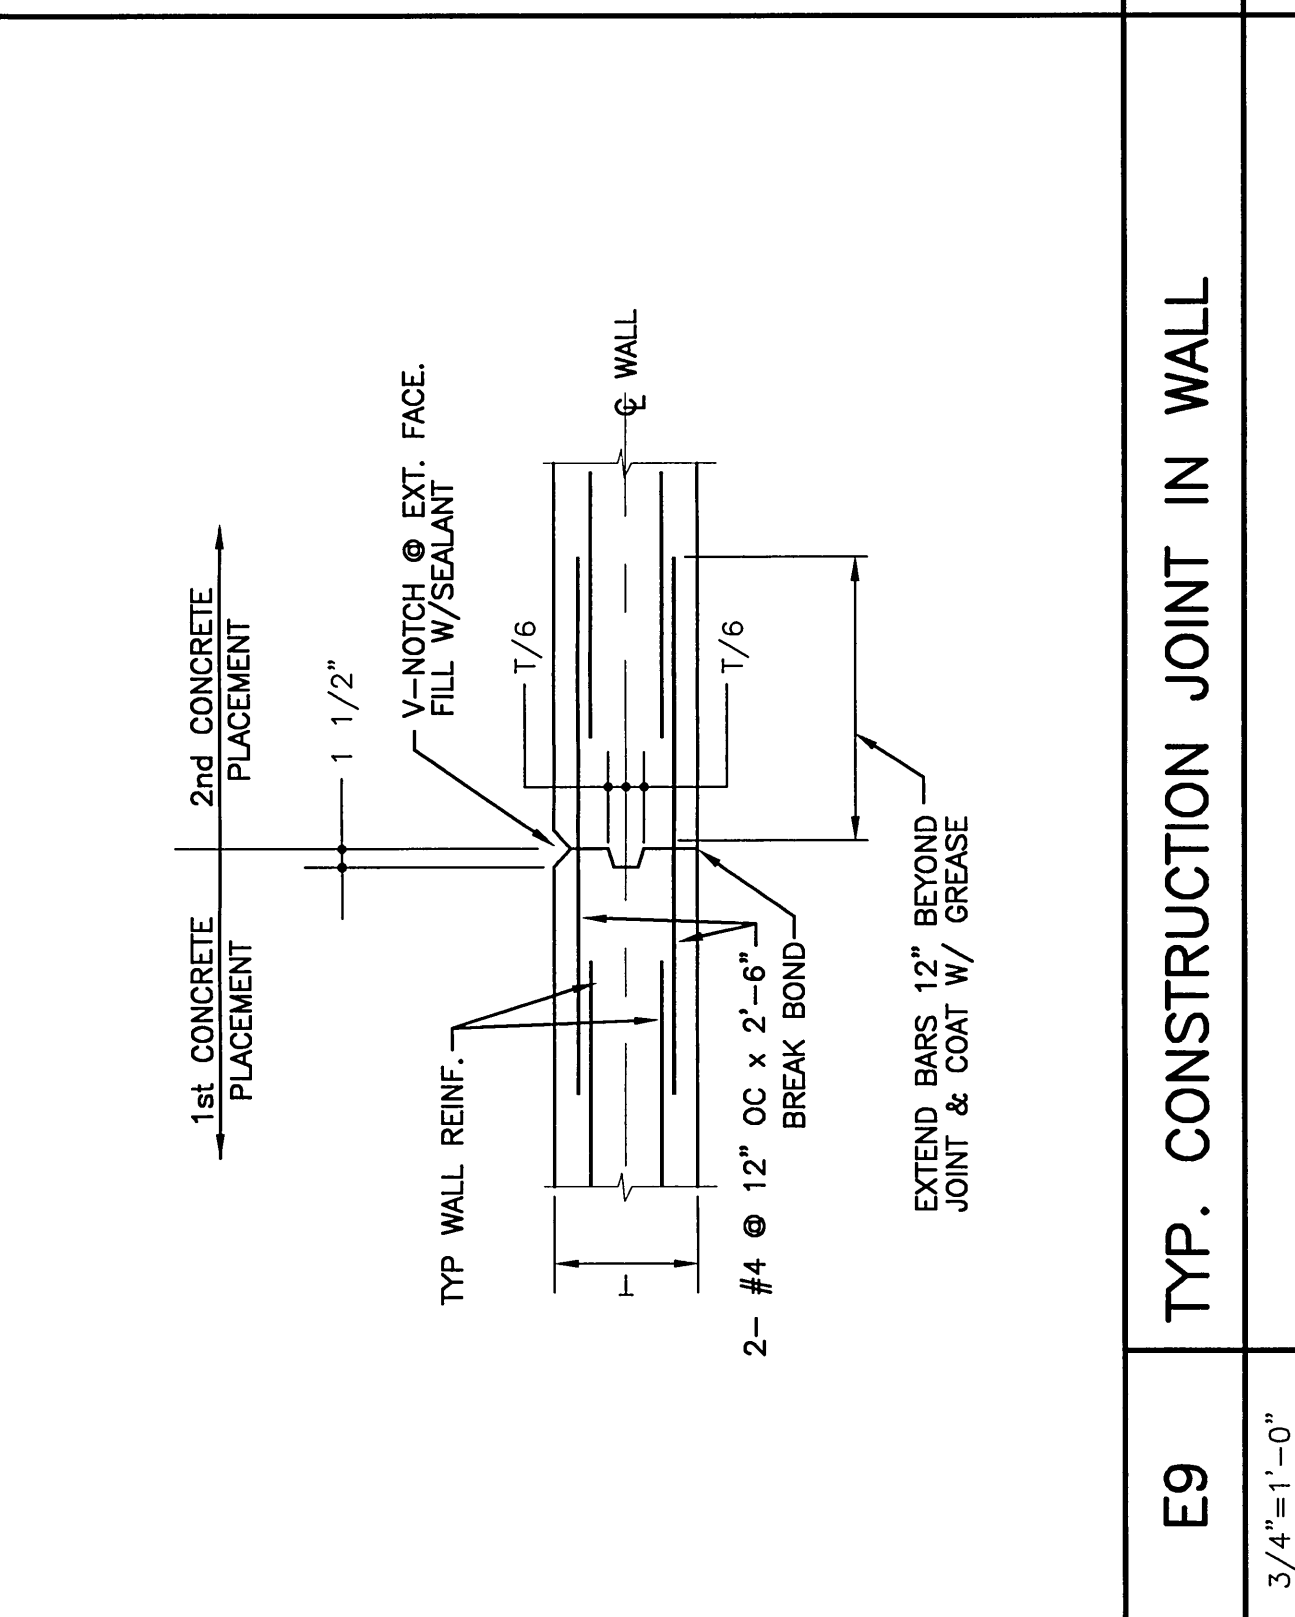 1st CONCRETE
PLACEMENT
2nd CONCRETE
PLACEMENT
1 1/2"
V-NOTCH @ EXT. FACE.
FILL W/SEALANT
TYP WALL REINF.
T/6
℄ WALL
T
T/6
2- #4 @ 12" OC x 2'-6"
BREAK BOND
EXTEND BARS 12" BEYOND
JOINT & COAT W/ GREASE
E9
TYP. CONSTRUCTION JOINT IN WALL
3/4"=1'-0"